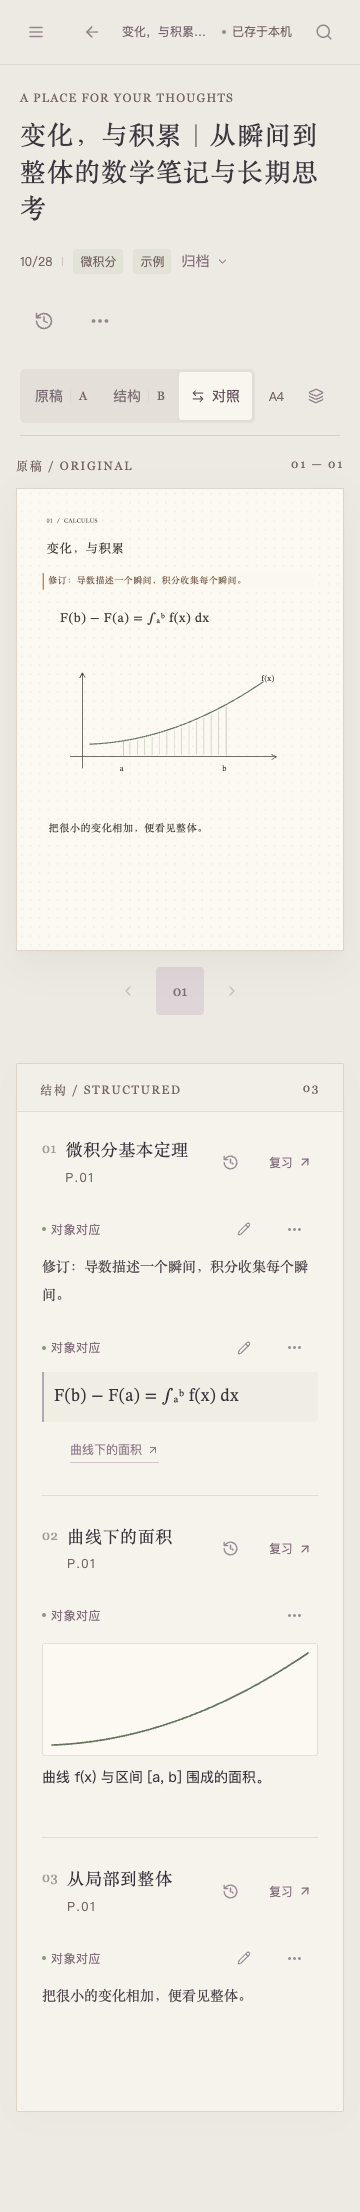 变化，与积累… • 已存于本机
A PLACE FOR YOUR THOUGHTS
变化，与积累｜从瞬间到
整体的数学笔记与长期思
考
10/28 微积分 示例 归档
原稿 A 结构 B 对照 A4
原稿 / ORIGINAL 01 — 01
01 / CALCULUS
变化，与积累
修订：导数描述一个瞬间，积分收集每个瞬间。
F(b) − F(a) = ∫ₐᵇ f(x) dx
f(x)
a b
把很小的变化相加，便看见整体。
01
结构 / STRUCTURED 03
01 微积分基本定理 复习
P.01
• 对象对应
修订：导数描述一个瞬间，积分收集每个瞬
间。
• 对象对应
F(b) − F(a) = ∫ₐᵇ f(x) dx
曲线下的面积
02 曲线下的面积 复习
P.01
• 对象对应
曲线 f(x) 与区间 [a, b] 围成的面积。
03 从局部到整体 复习
P.01
• 对象对应
把很小的变化相加，便看见整体。